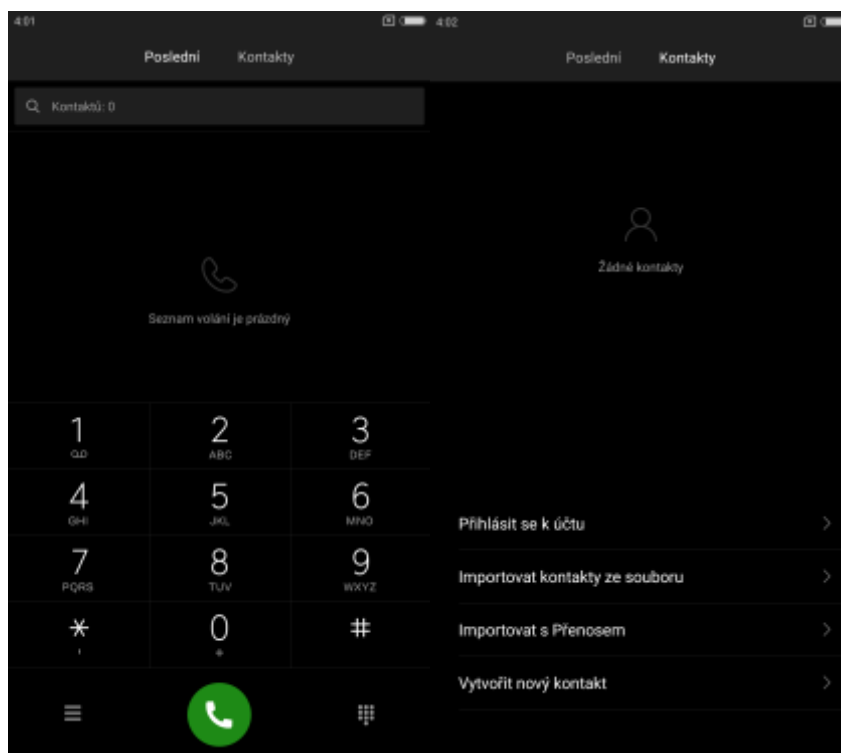 4:01
Poslední Kontakty
Kontaktů: 0
Seznam volání je prázdný
1 2 3
ABC DEF
4 5 6
GHI JKL MNO
7 8 9
PQRS TUV WXYZ
* 0 #
, +
4:02
Poslední Kontakty
Žádné kontakty
Přihlásit se k účtu
Importovat kontakty ze souboru
Importovat s Přenosem
Vytvořit nový kontakt